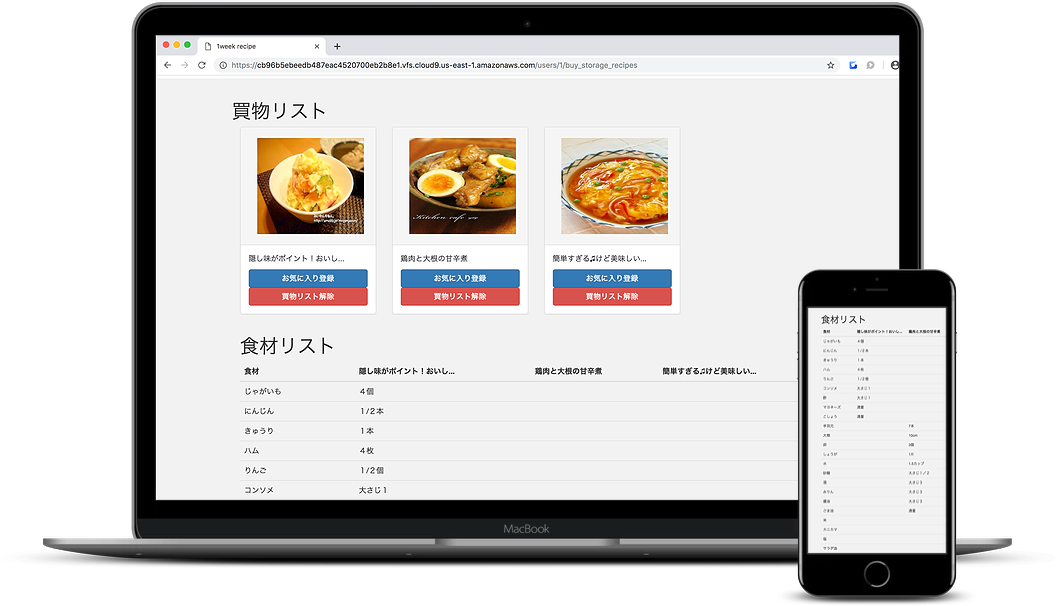 1week recipe
https://cb96b5ebeedb487eac4520700eb2b8e1.vfs.cloud9.us-east-1.amazonaws.com/users/1/buy_storage_recipes
買物リスト
Kitchen cafe
隠し味がポイント！おいし...
鶏肉と大根の甘辛煮
簡単すぎる♫けど美味しい...
お気に入り登録
お気に入り登録
お気に入り登録
買物リスト解除
買物リスト解除
買物リスト解除
食材リスト
食材 隠し味がポイント！おいし... 鶏肉と大根の甘辛煮 簡単すぎる♫けど美味しい...
じゃがいも ４個
にんじん １/２本
きゅうり １本
ハム ４枚
りんご １/２個
コンソメ 大さじ１
MacBook
食材リスト
食材 隠し味がポイント！おいし... 鶏肉と大根の甘辛煮
じゃがいも ４個
にんじん １/２本
きゅうり １本
ハム ４枚
りんご １/２個
コンソメ 大さじ１
酢 大さじ１
マヨネーズ 適量
こしょう 適量
手羽元 7本
大根 10cm
卵 3個
しょうが 1片
水 1.5カップ
砂糖 大さじ１／２
酒 大さじ３
みりん 大さじ３
醤油 大さじ３
ごま油 適量
米
カニカマ
塩
サラダ油